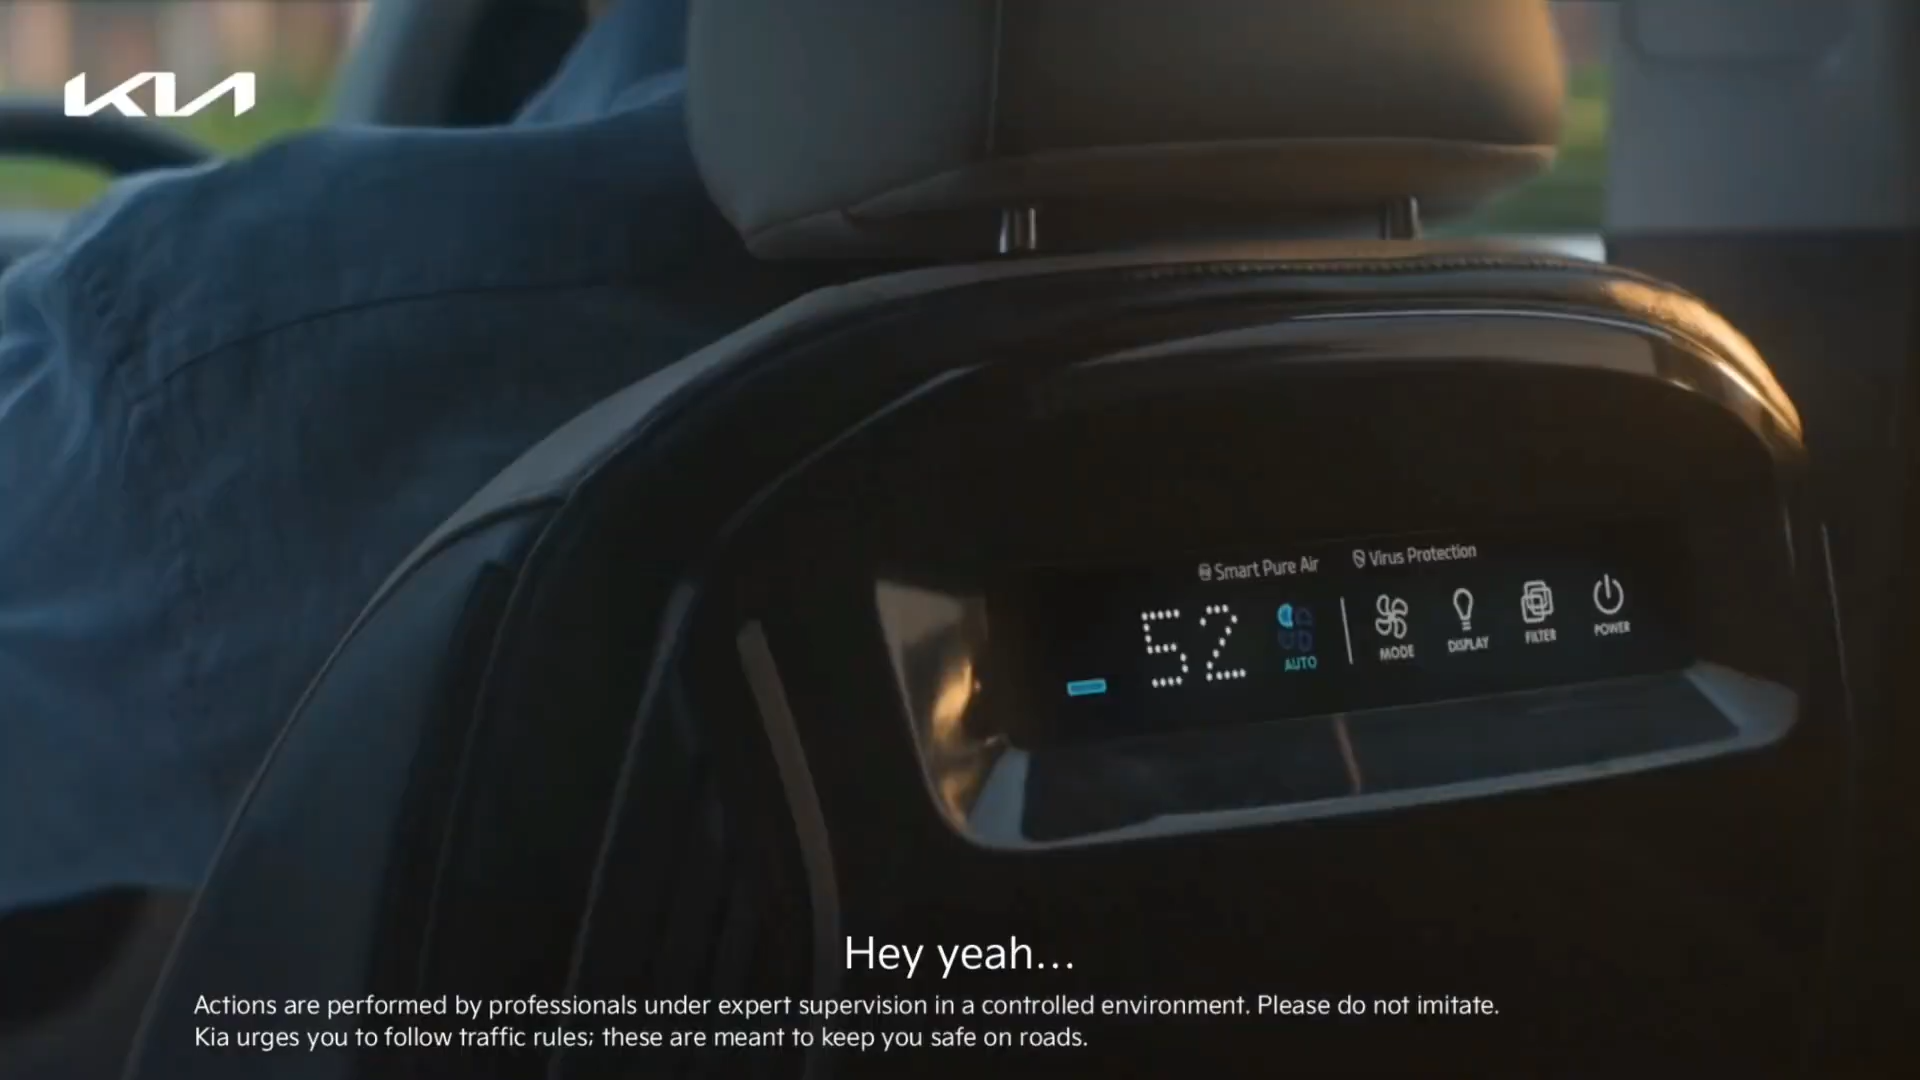 KIA
Smart Pure Air
Virus Protection
52
AUTO
MODE
DISPLAY
FILTER
POWER
Hey yeah...
Actions are performed by professionals under expert supervision in a controlled environment. Please do not imitate.
Kia urges you to follow traffic rules; these are meant to keep you safe on roads.